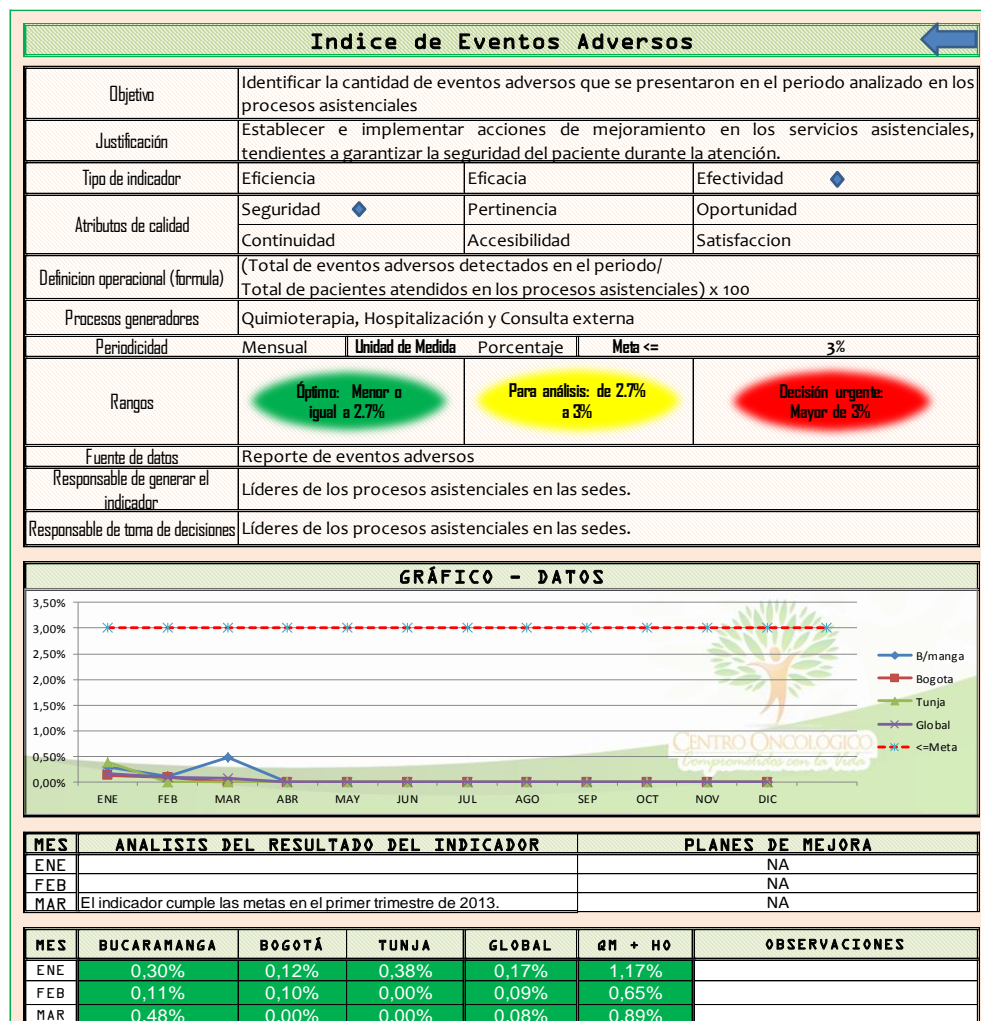 Indice de Eventos Adversos
Objetivo
Identificar la cantidad de eventos adversos que se presentaron en el periodo analizado en los
procesos asistenciales
Justificación
Establecer e implementar acciones de mejoramiento en los servicios asistenciales,
tendientes a garantizar la seguridad del paciente durante la atención.
Tipo de indicador Eficiencia Eficacia Efectividad
Atributos de calidad
Seguridad Pertinencia Oportunidad
Continuidad Accesibilidad Satisfaccion
Definicion operacional (formula)
(Total de eventos adversos detectados en el periodo/
Total de pacientes atendidos en los procesos asistenciales) x 100
Procesos generadores Quimioterapia, Hospitalización y Consulta externa
Periodicidad Mensual Unidad de Medida Porcentaje Meta <= 3%
Rangos
Óptimo: Menor o
igual a 2.7%
Para análisis: de 2.7%
a 3%
Decisión urgente:
Mayor de 3%
Fuente de datos Reporte de eventos adversos
Responsable de generar el
indicador
Líderes de los procesos asistenciales en las sedes.
Responsable de toma de decisiones Líderes de los procesos asistenciales en las sedes.
GRÁFICO - DATOS
3,50%
3,00%
2,50%
2,00%
1,50%
1,00%
0,50%
0,00%
ENE FEB MAR ABR MAY JUN JUL AGO SEP OCT NOV DIC
B/manga
Bogota
Tunja
Global
<=Meta
CENTRO ONCOLÓGICO
Comprometidos con la Vida
MES ANALISIS DEL RESULTADO DEL INDICADOR PLANES DE MEJORA
ENE NA
FEB NA
MAR El indicador cumple las metas en el primer trimestre de 2013. NA
MES BUCARAMANGA BOGOTÁ TUNJA GLOBAL QM + HO OBSERVACIONES
ENE 0,30% 0,12% 0,38% 0,17% 1,17%
FEB 0,11% 0,10% 0,00% 0,09% 0,65%
MAR 0,48% 0,00% 0,00% 0,08% 0,89%